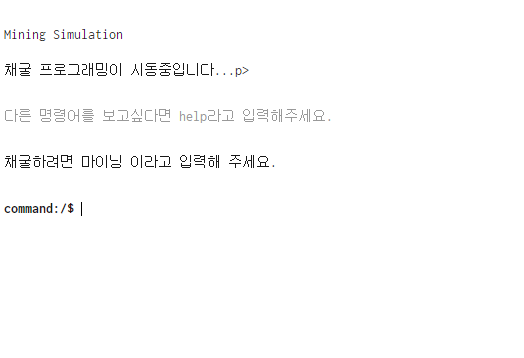 Mining Simulation
채굴 프로그래밍이 시동중입니다...p>
다른 명령어를 보고싶다면 help라고 입력해주세요.
채굴하려면 마이닝 이라고 입력해 주세요.
command:/$